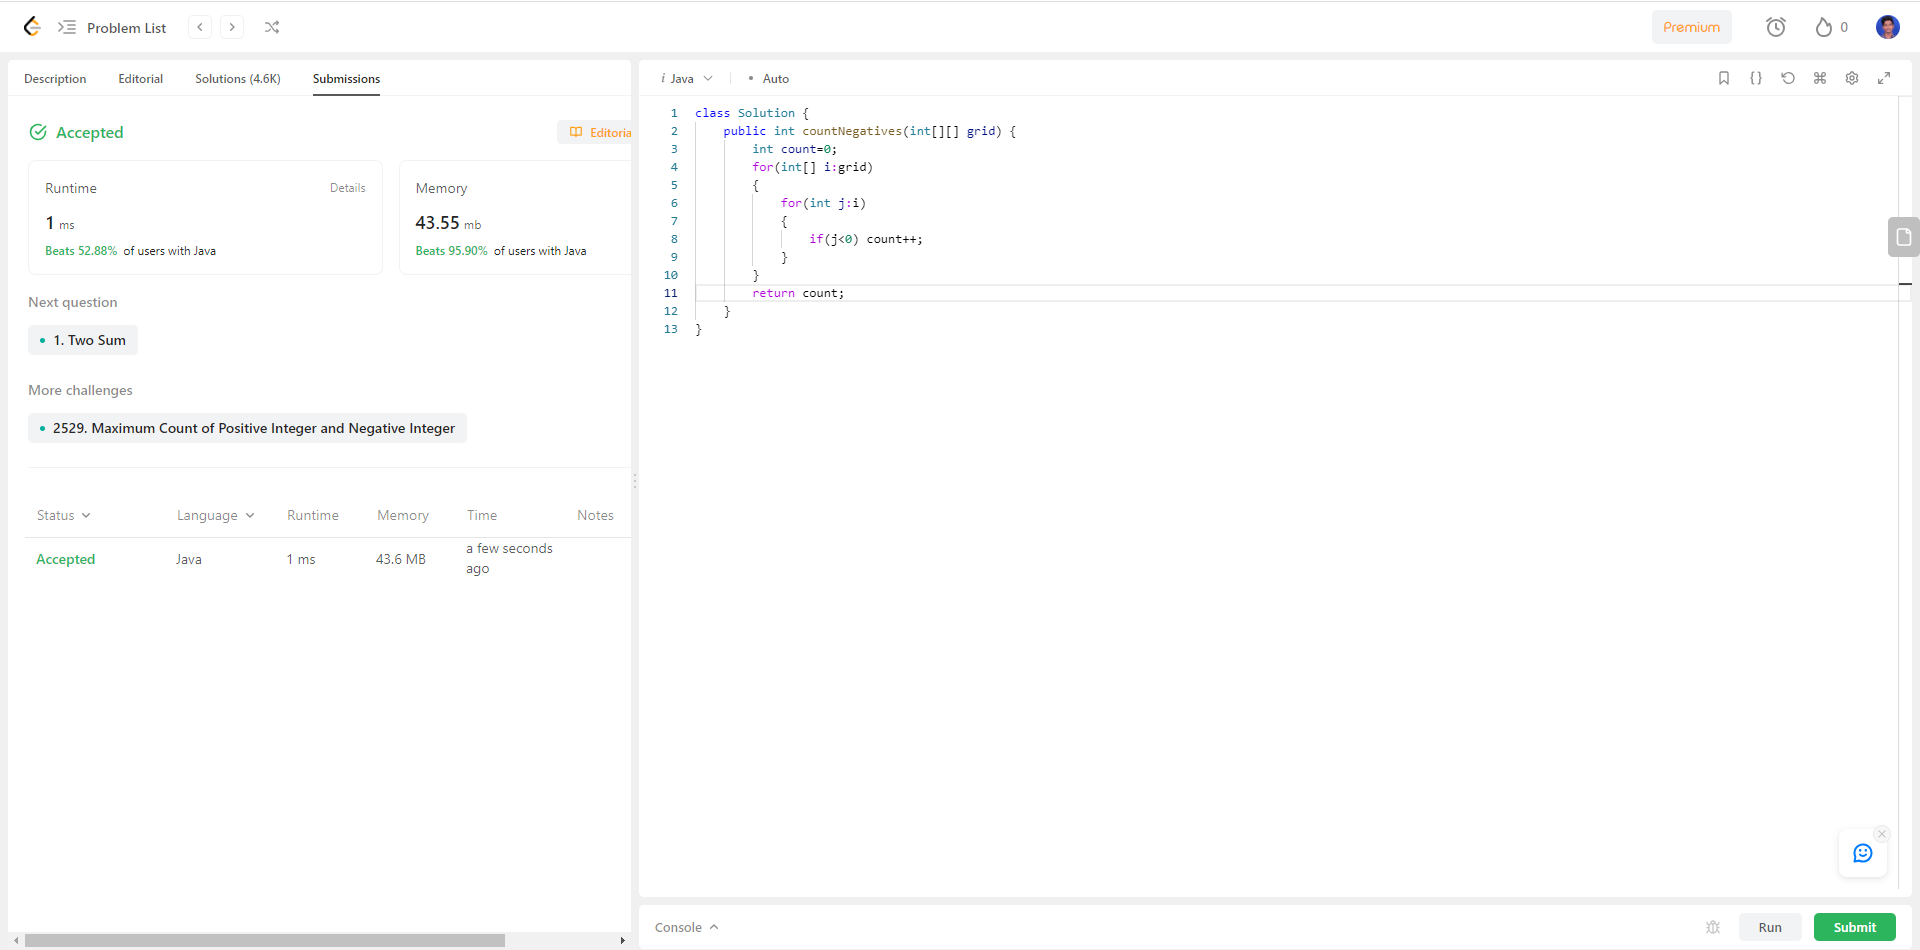 Problem List
Premium
0
Description Editorial Solutions (4.6K) Submissions
Accepted
Editoria
Runtime Details
1 ms
Beats 52.88% of users with Java
Memory
43.55 mb
Beats 95.90% of users with Java
Next question
• 1. Two Sum
More challenges
• 2529. Maximum Count of Positive Integer and Negative Integer
Status Language Runtime Memory Time Notes
Accepted Java 1 ms 43.6 MB a few seconds
ago
i Java • Auto
1 class Solution {
2     public int countNegatives(int[][] grid) {
3         int count=0;
4         for(int[] i:grid)
5         {
6             for(int j:i)
7             {
8                 if(j<0) count++;
9             }
10         }
11         return count;
12     }
13 }
Console
Run
Submit